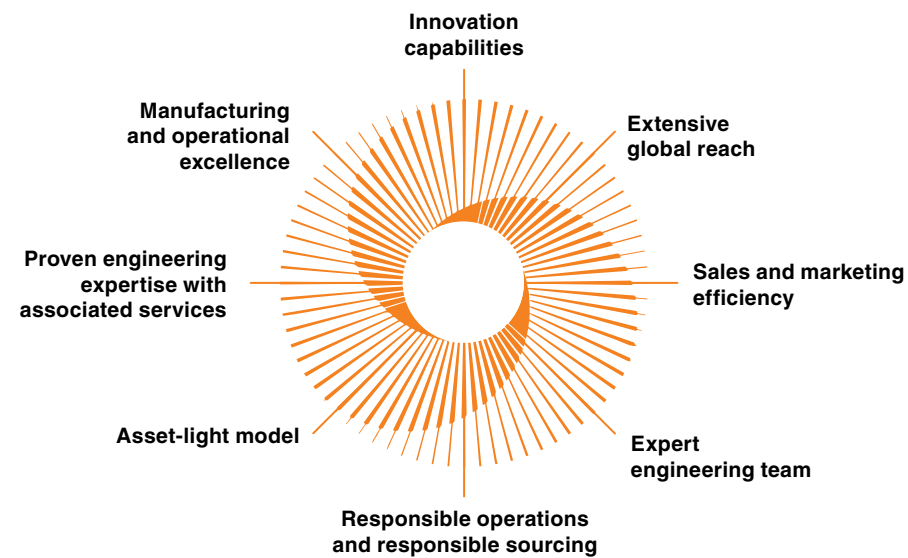 Innovation
capabilities
Extensive
global reach
Sales and marketing
efficiency
Expert
engineering team
Responsible operations
and responsible sourcing
Asset-light model
Proven engineering
expertise with
associated services
Manufacturing
and operational
excellence